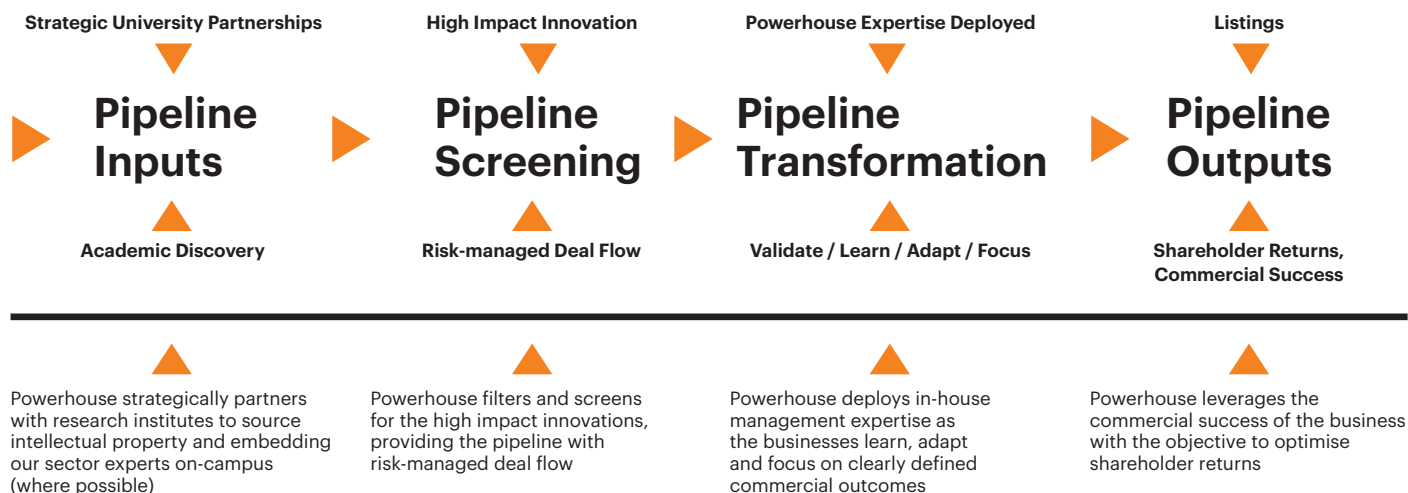 Strategic University Partnerships
Pipeline
Inputs
Academic Discovery
High Impact Innovation
Pipeline
Screening
Risk-managed Deal Flow
Powerhouse Expertise Deployed
Pipeline
Transformation
Validate / Learn / Adapt / Focus
Listings
Pipeline
Outputs
Shareholder Returns,
Commercial Success
Powerhouse strategically partners
with research institutes to source
intellectual property and embedding
our sector experts on-campus
(where possible)
Powerhouse filters and screens
for the high impact innovations,
providing the pipeline with
risk-managed deal flow
Powerhouse deploys in-house
management expertise as
the businesses learn, adapt
and focus on clearly defined
commercial outcomes
Powerhouse leverages the
commercial success of the business
with the objective to optimise
shareholder returns